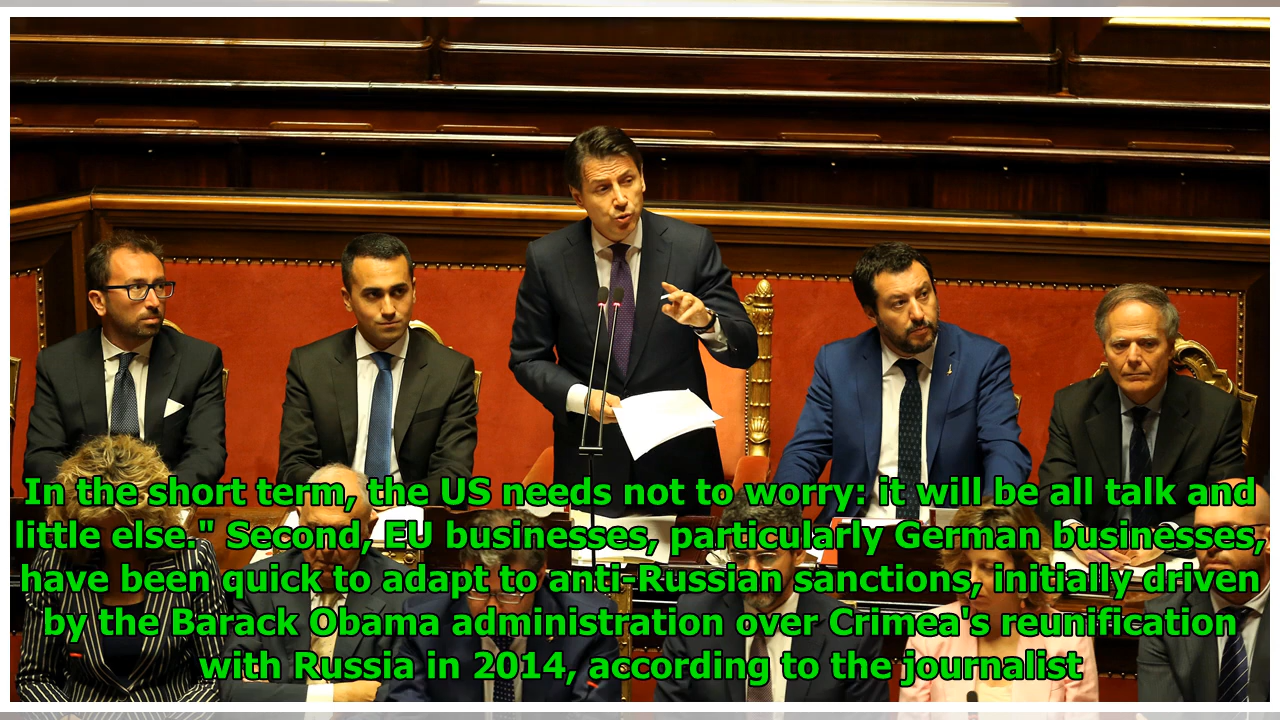 In the short term, the US needs not to worry: it will be all talk and
little else." Second, EU businesses, particularly German businesses,
have been quick to adapt to anti-Russian sanctions, initially driven
by the Barack Obama administration over Crimea's reunification
with Russia in 2014, according to the journalist